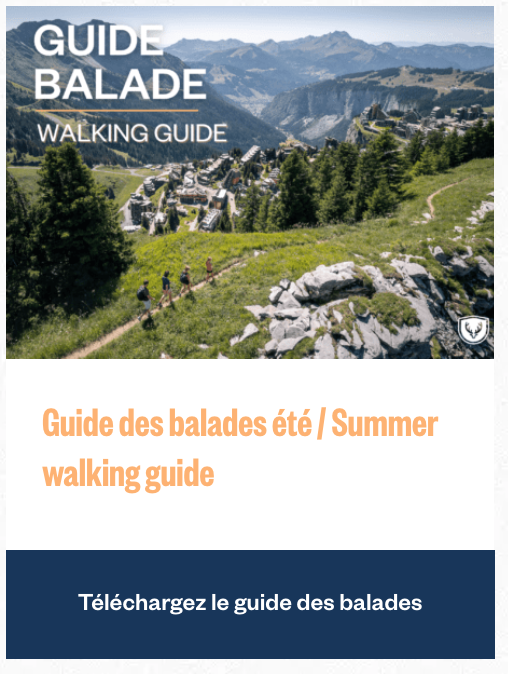 GUIDE
BALADE
WALKING GUIDE
Guide des balades été / Summer
walking guide
Téléchargez le guide des balades